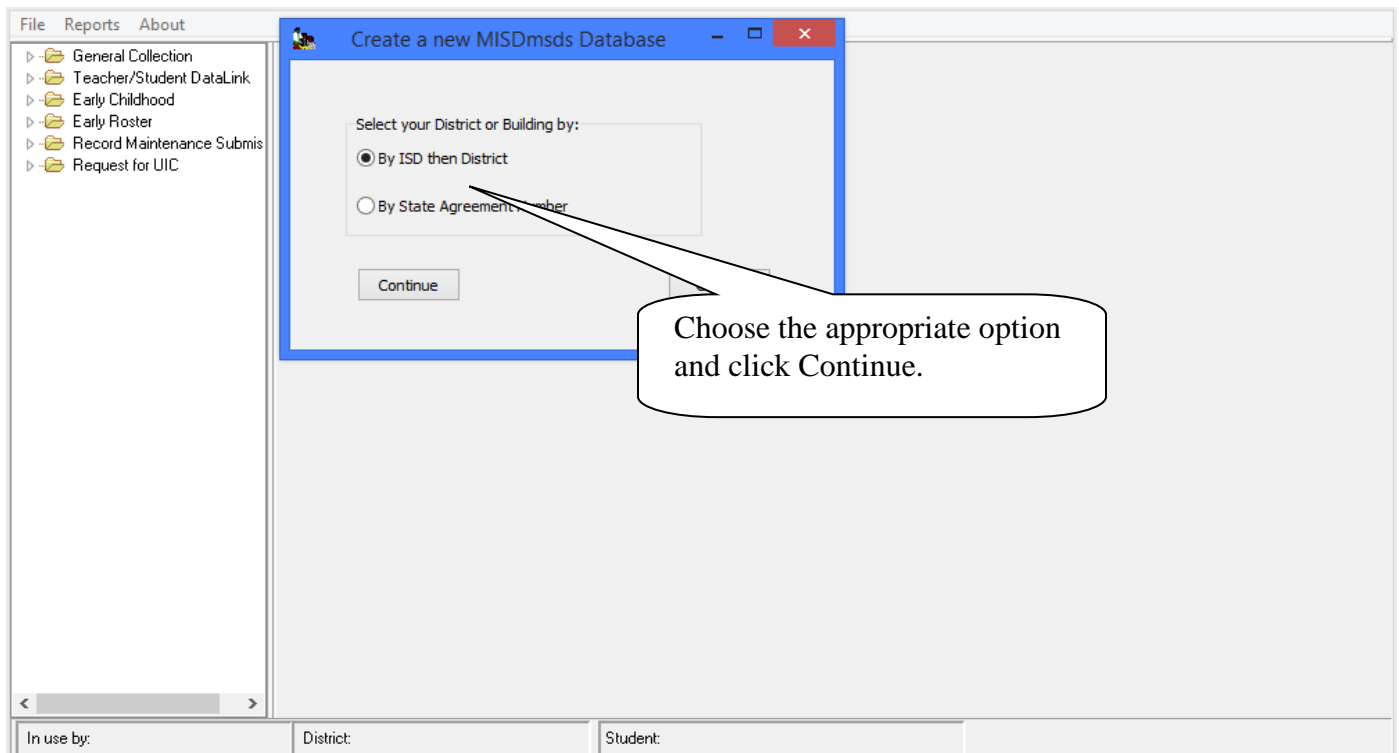 File Reports About
Create a new MISDmsds Database
General Collection
Teacher/Student DataLink
Early Childhood
Early Roster
Record Maintenance Submis
Request for UIC
Select your District or Building by:
By ISD then District
By State Agreement Number
Continue
Choose the appropriate option
and click Continue.
In use by:
District:
Student: